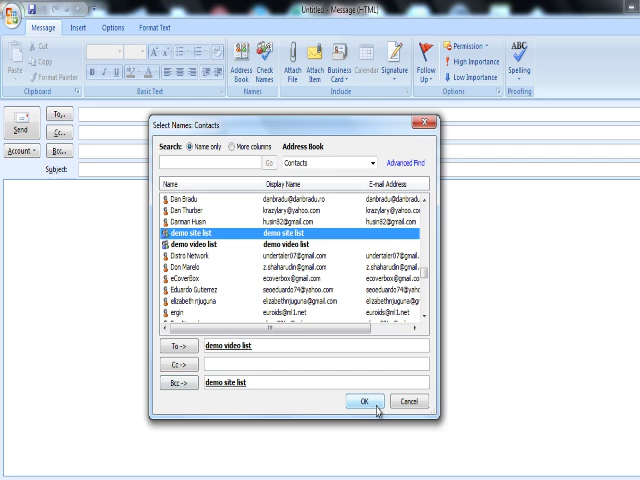 Untitled - Message (HTML)
Message Insert Options Format Text
Cut
Copy
Format Painter
Paste
Clipboard
Basic Text
Address Book
Check Names
Names
Attach File
Attach Item
Business Card
Calendar
Signature
Include
Follow Up
Permission
High Importance
Low Importance
Options
ABC
Spelling
Proofing
Send
Account
To...
Cc...
Bcc...
Subject:
Select Names: Contacts
Search: Name only More columns Address Book
Go Contacts Advanced Find
Name Display Name E-mail Address
Dan Bradu danbradu@danbradu.ro danbradu@danbradu.
Dan Thurber krazylary@yahoo.com krazylary@yahoo.co
Darman Husin husin82@gmail.com husin82@gmail.com
demo site list demo site list
demo video list demo video list
Distro Network undertaler07@gmail.com undertaler07@gmail.
Don Marelo z.shaharudin@gmail.com z.shaharudin@gmail.
eCoverBox ecoverbox@gmail.com ecoverbox@gmail.co
Eduardo Gutierrez seoeduardo74@yahoo.com seoeduardo74@yaho
elizabeth njuguna elizabethnjuguna@gmail.com elizabethnjuguna@g
ergin euroids@ml1.net euroids@ml1.net
To -> demo video list
Cc ->
Bcc -> demo site list
OK Cancel